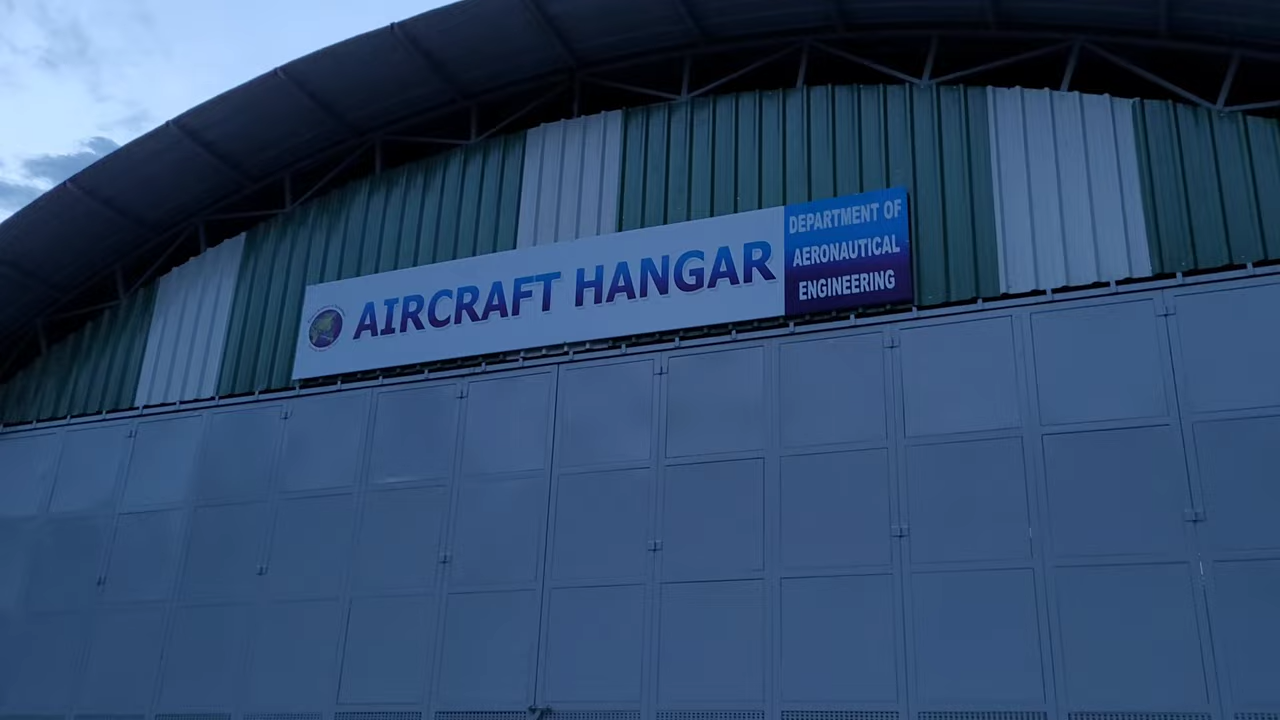 AIRCRAFT HANGAR
DEPARTMENT OF
AERONAUTICAL
ENGINEERING